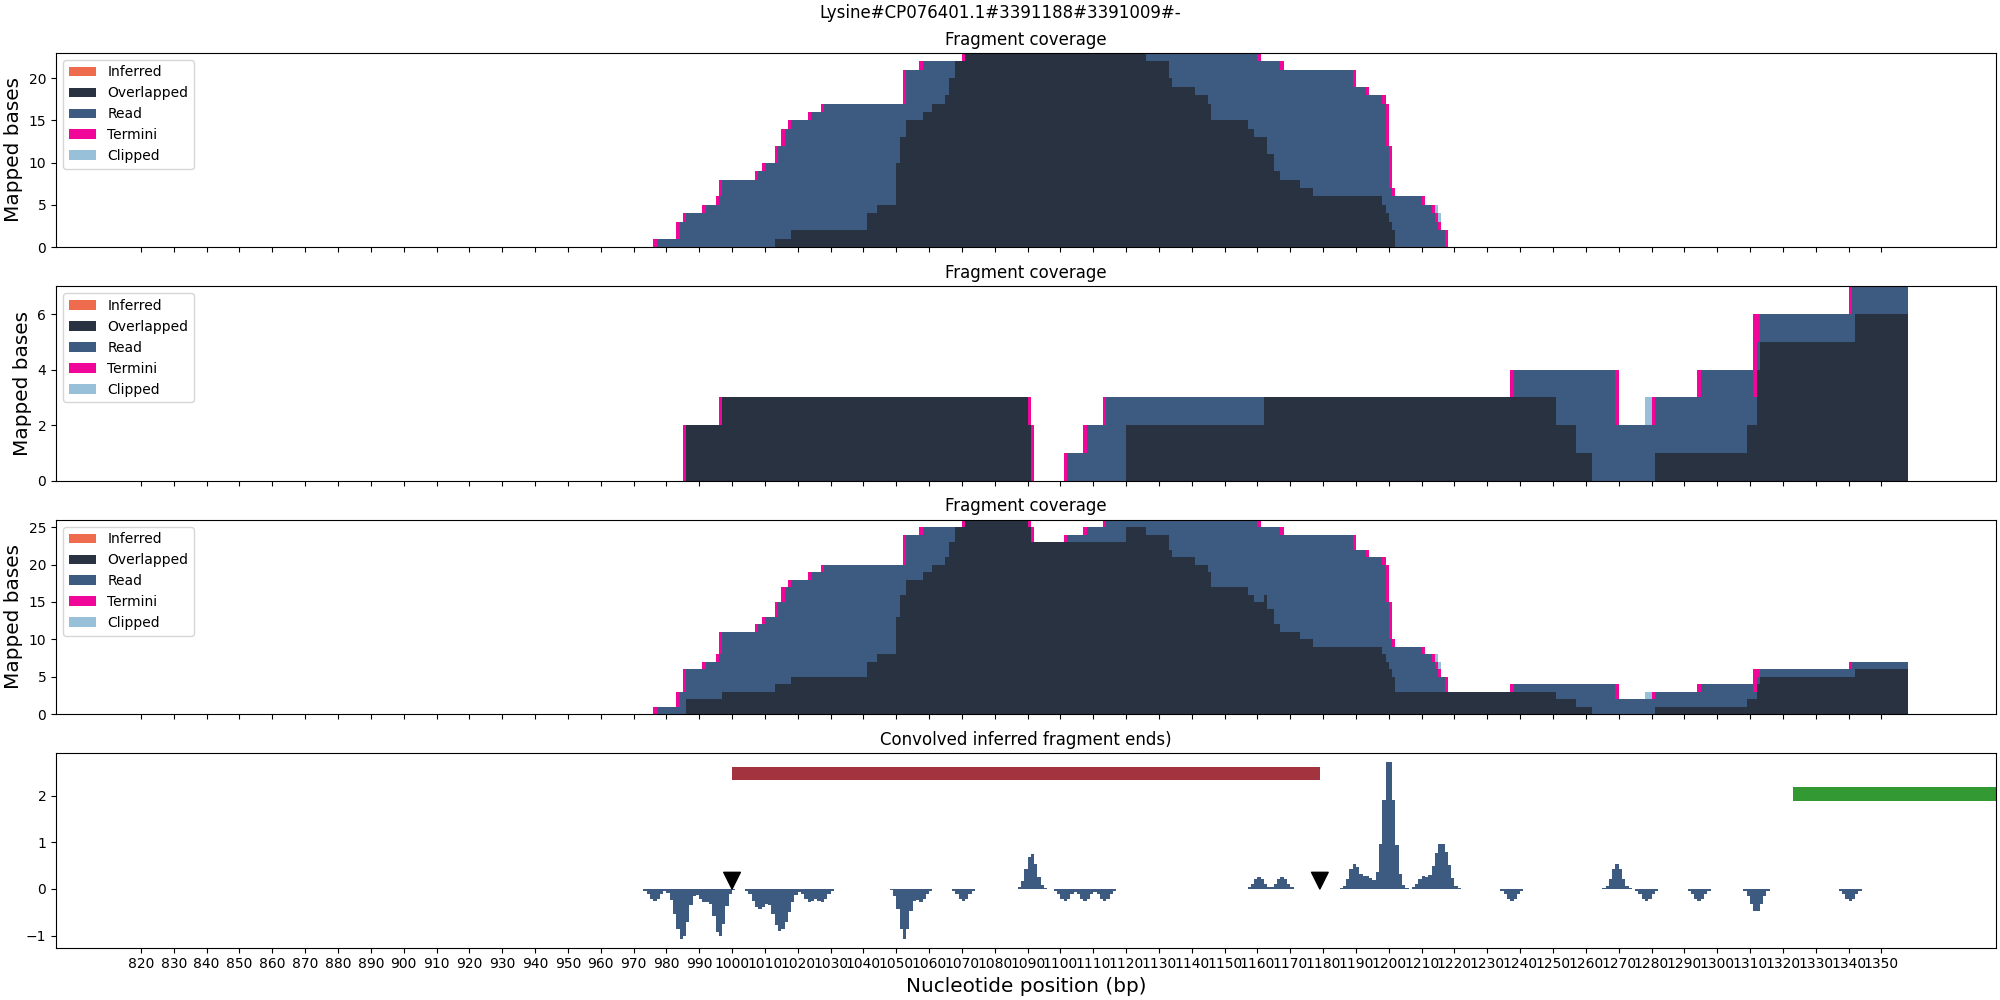 Lysine#CP076401.1#3391188#3391009#-
Fragment coverage
Mapped bases
20
15
10
5
0
Inferred
Overlapped
Read
Termini
Clipped
Fragment coverage
Mapped bases
6
4
2
0
Inferred
Overlapped
Read
Termini
Clipped
Fragment coverage
Mapped bases
25
20
15
10
5
0
Inferred
Overlapped
Read
Termini
Clipped
Convolved inferred fragment ends)
2
1
0
−1
820 830 840 850 860 870 880 890 900 910 920 930 940 950 960 970 980 990 1000 1010 1020 1030 1040 1050 1060 1070 1080 1090 1100 1110 1120 1130 1140 1150 1160 1170 1180 1190 1200 1210 1220 1230 1240 1250 1260 1270 1280 1290 1300 1310 1320 1330 1340 1350
Nucleotide position (bp)